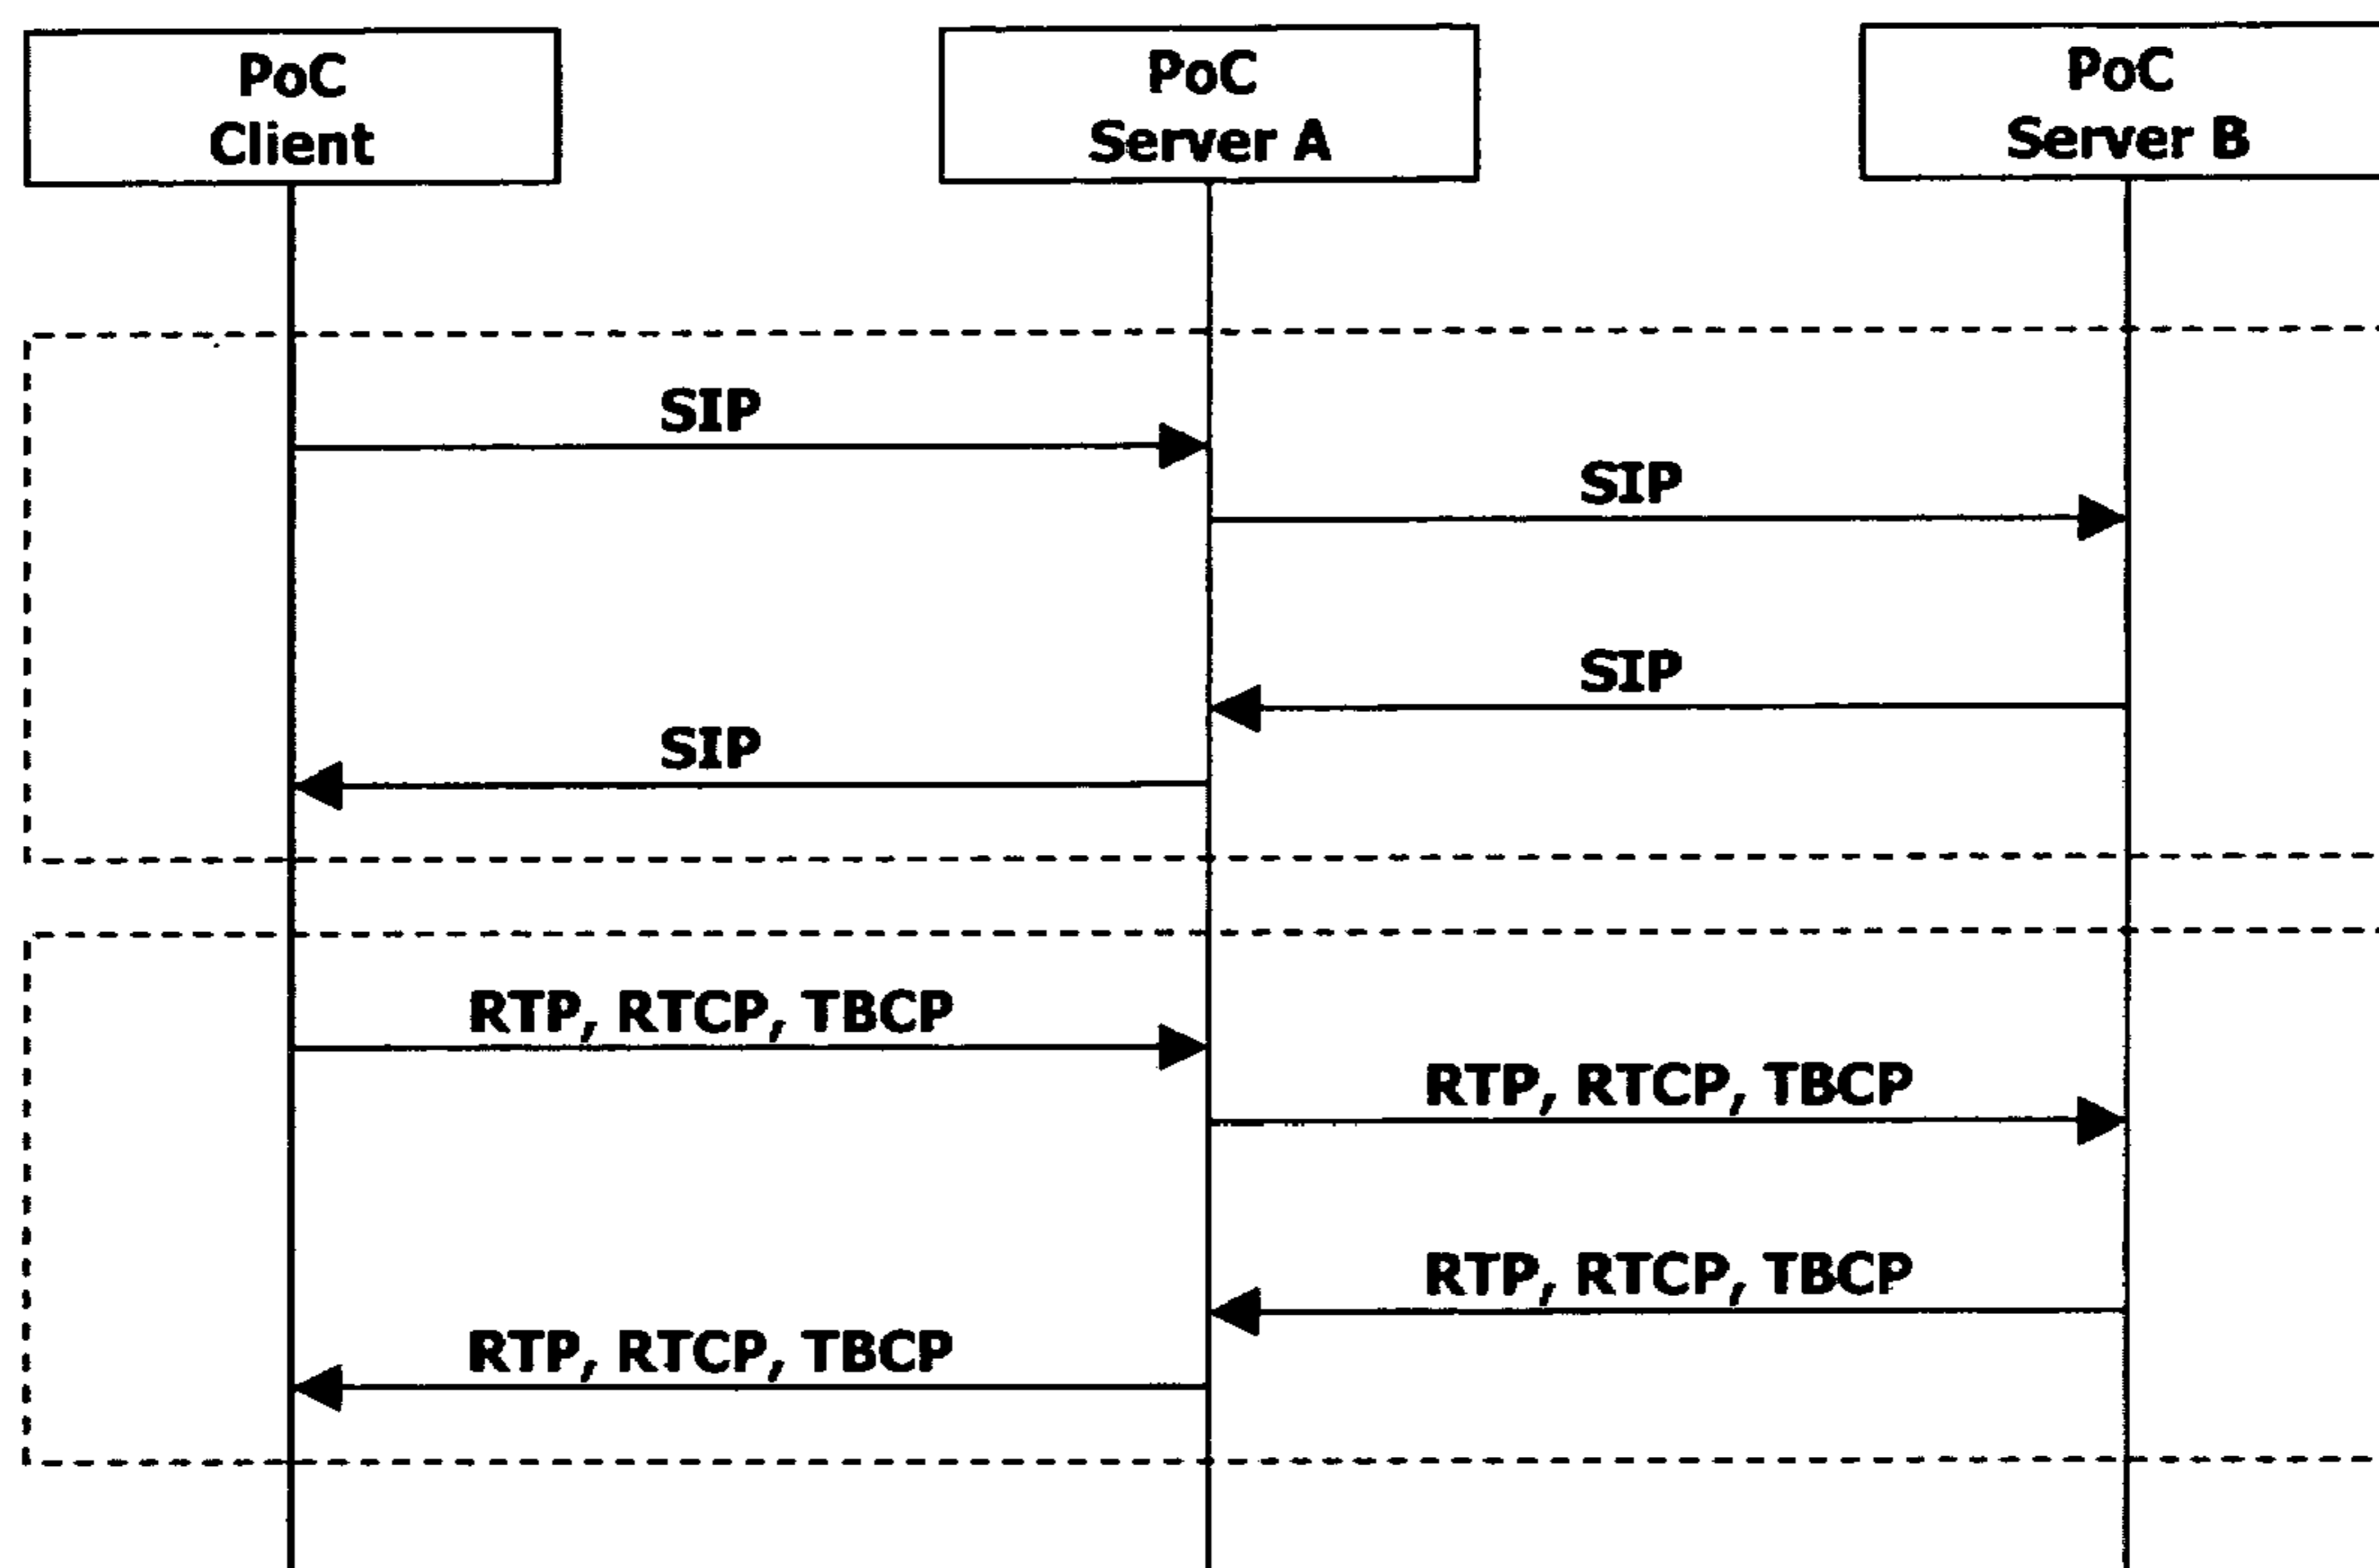 PoC
Client
PoC
Server A
PoC
Server B
SIP
SIP
SIP
SIP
RTP, RTCP, TBCP
RTP, RTCP, TBCP
RTP, RTCP, TBCP
RTP, RTCP, TBCP